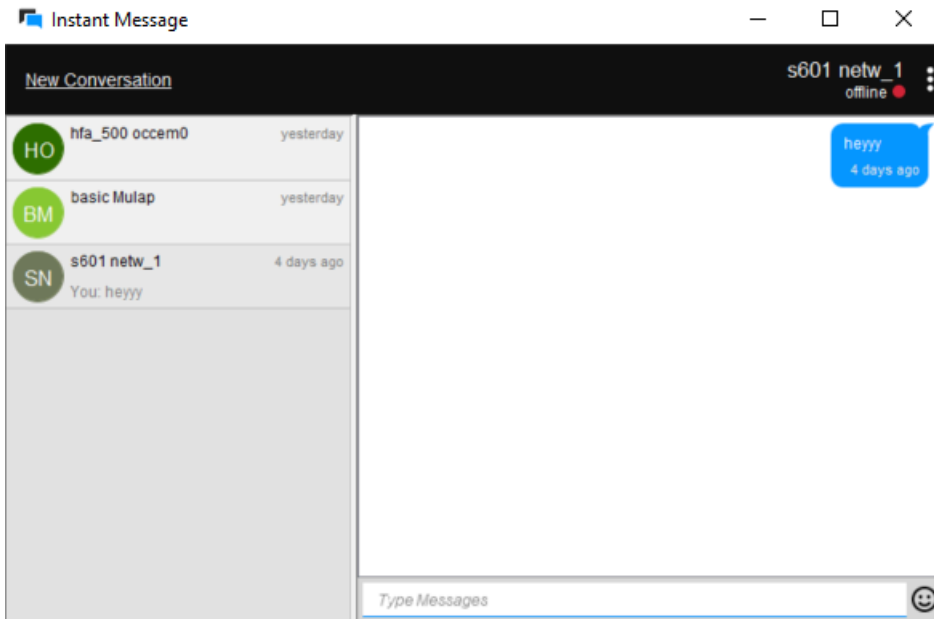 Instant Message
New Conversation
s601 netw_1
offline
HO
hfa_500 occem0
yesterday
BM
basic Mulap
yesterday
SN
s601 netw_1
4 days ago
You: heyyy
heyyy
4 days ago
Type Messages